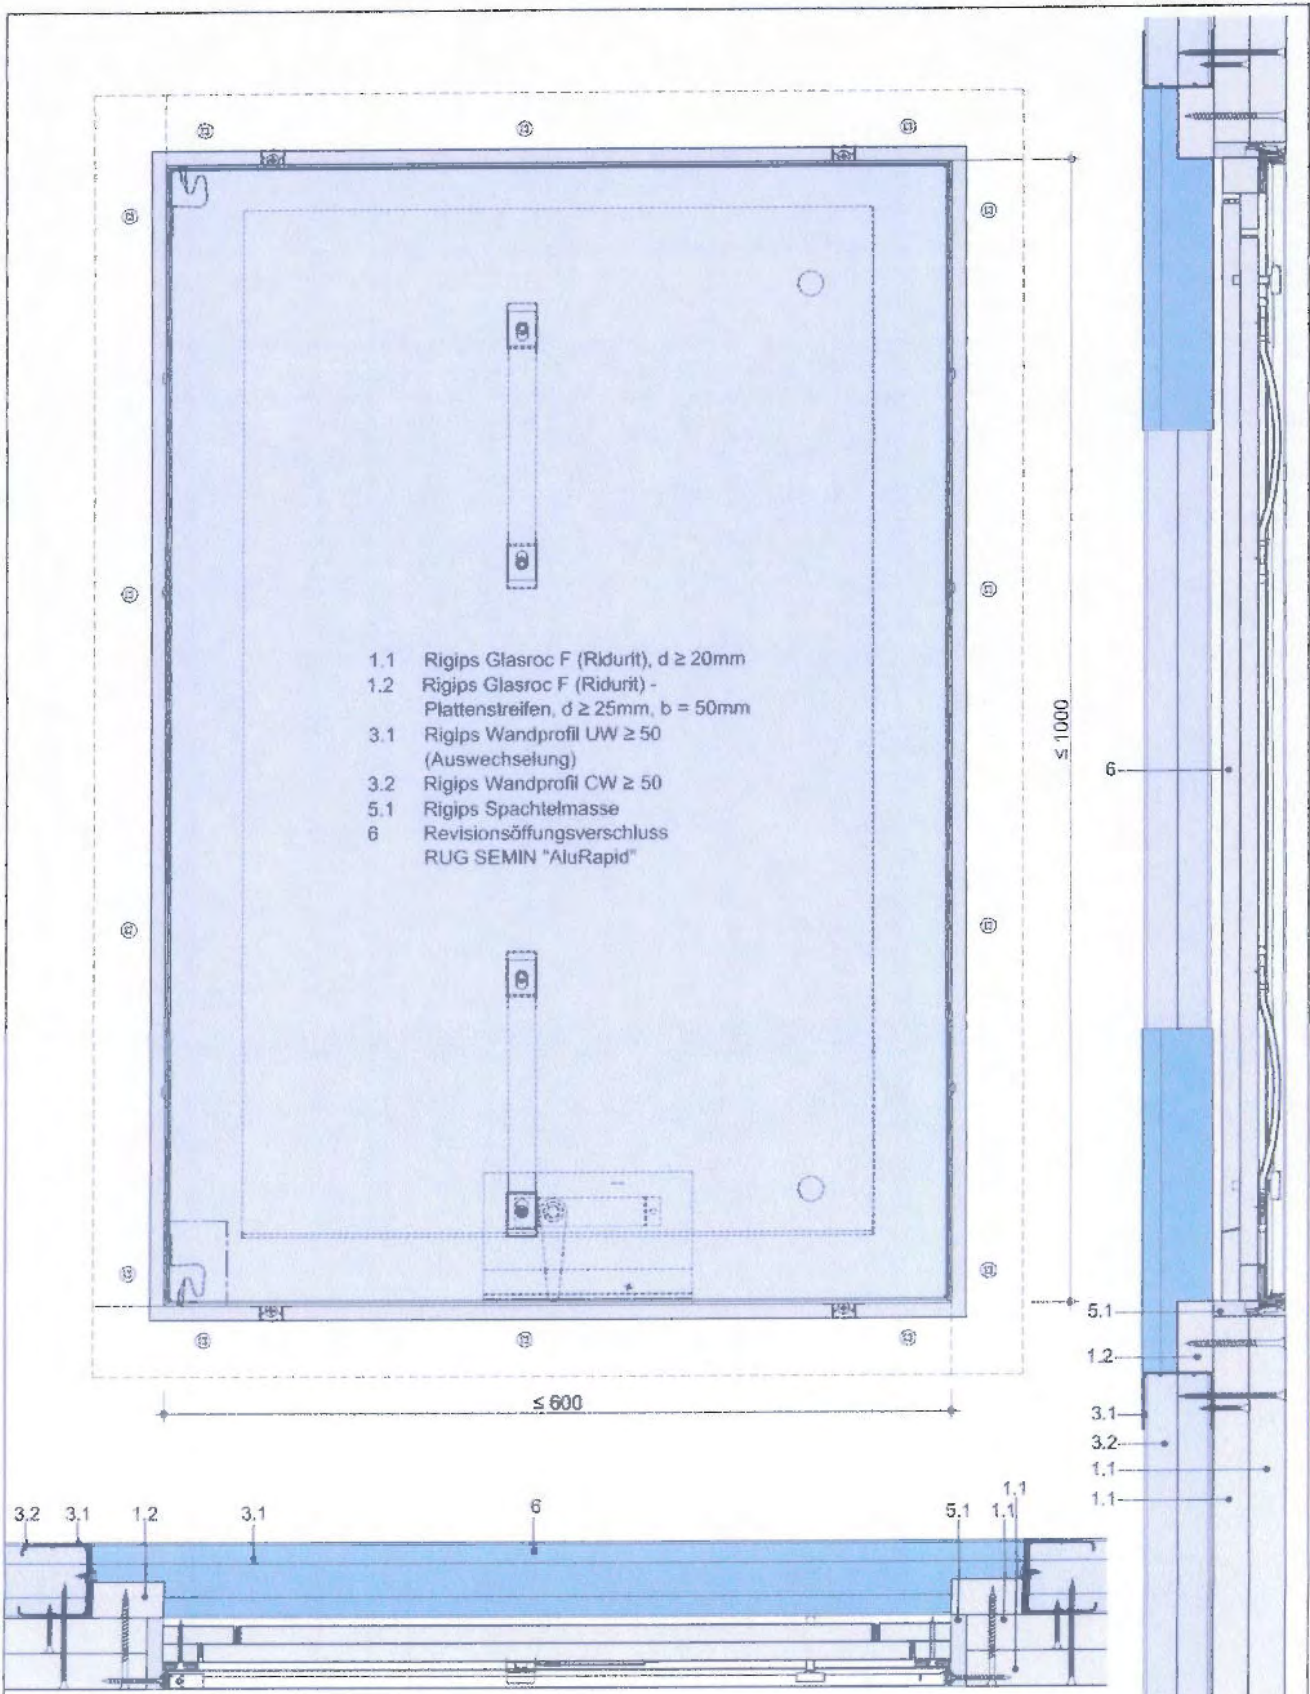 1.1 Rigips Glasroc F (Ridurit), d ≥ 20mm
1.2 Rigips Glasroc F (Ridurit) -
Plattenstreifen, d ≥ 25mm, b = 50mm
3.1 Rigips Wandprofil UW ≥ 50
(Auswechselung)
3.2 Rigips Wandprofil CW ≥ 50
5.1 Rigips Spachtelmasse
6 Revisionsöffungsverschluss
RUG SEMIN "AluRapid"
≤ 1000
6
≤ 600
5.1
1.2
3.1
3.2
1.1
1.1
3.2 3.1 1.2 3.1 6 5.1 1.1 1.1